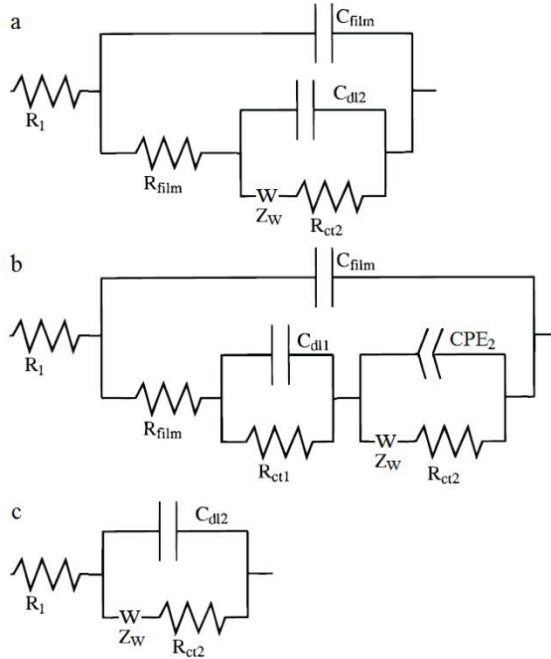 a
C_film
R_1
C_dl2
R_film
W
Z_W
R_ct2
b
C_film
R_1
C_dl1
CPE_2
R_film
R_ct1
W
Z_W
R_ct2
c
C_dl2
R_1
W
Z_W
R_ct2